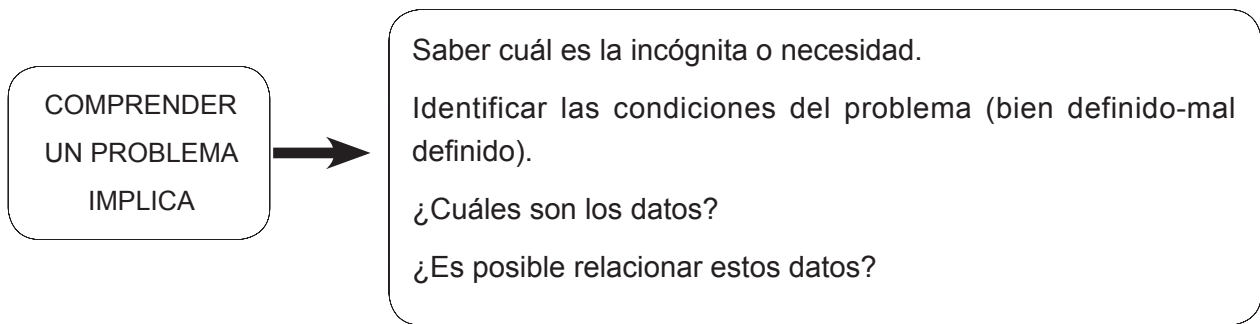 COMPRENDER
UN PROBLEMA
IMPLICA
Saber cuál es la incógnita o necesidad.
Identificar las condiciones del problema (bien definido-mal
definido).
¿Cuáles son los datos?
¿Es posible relacionar estos datos?